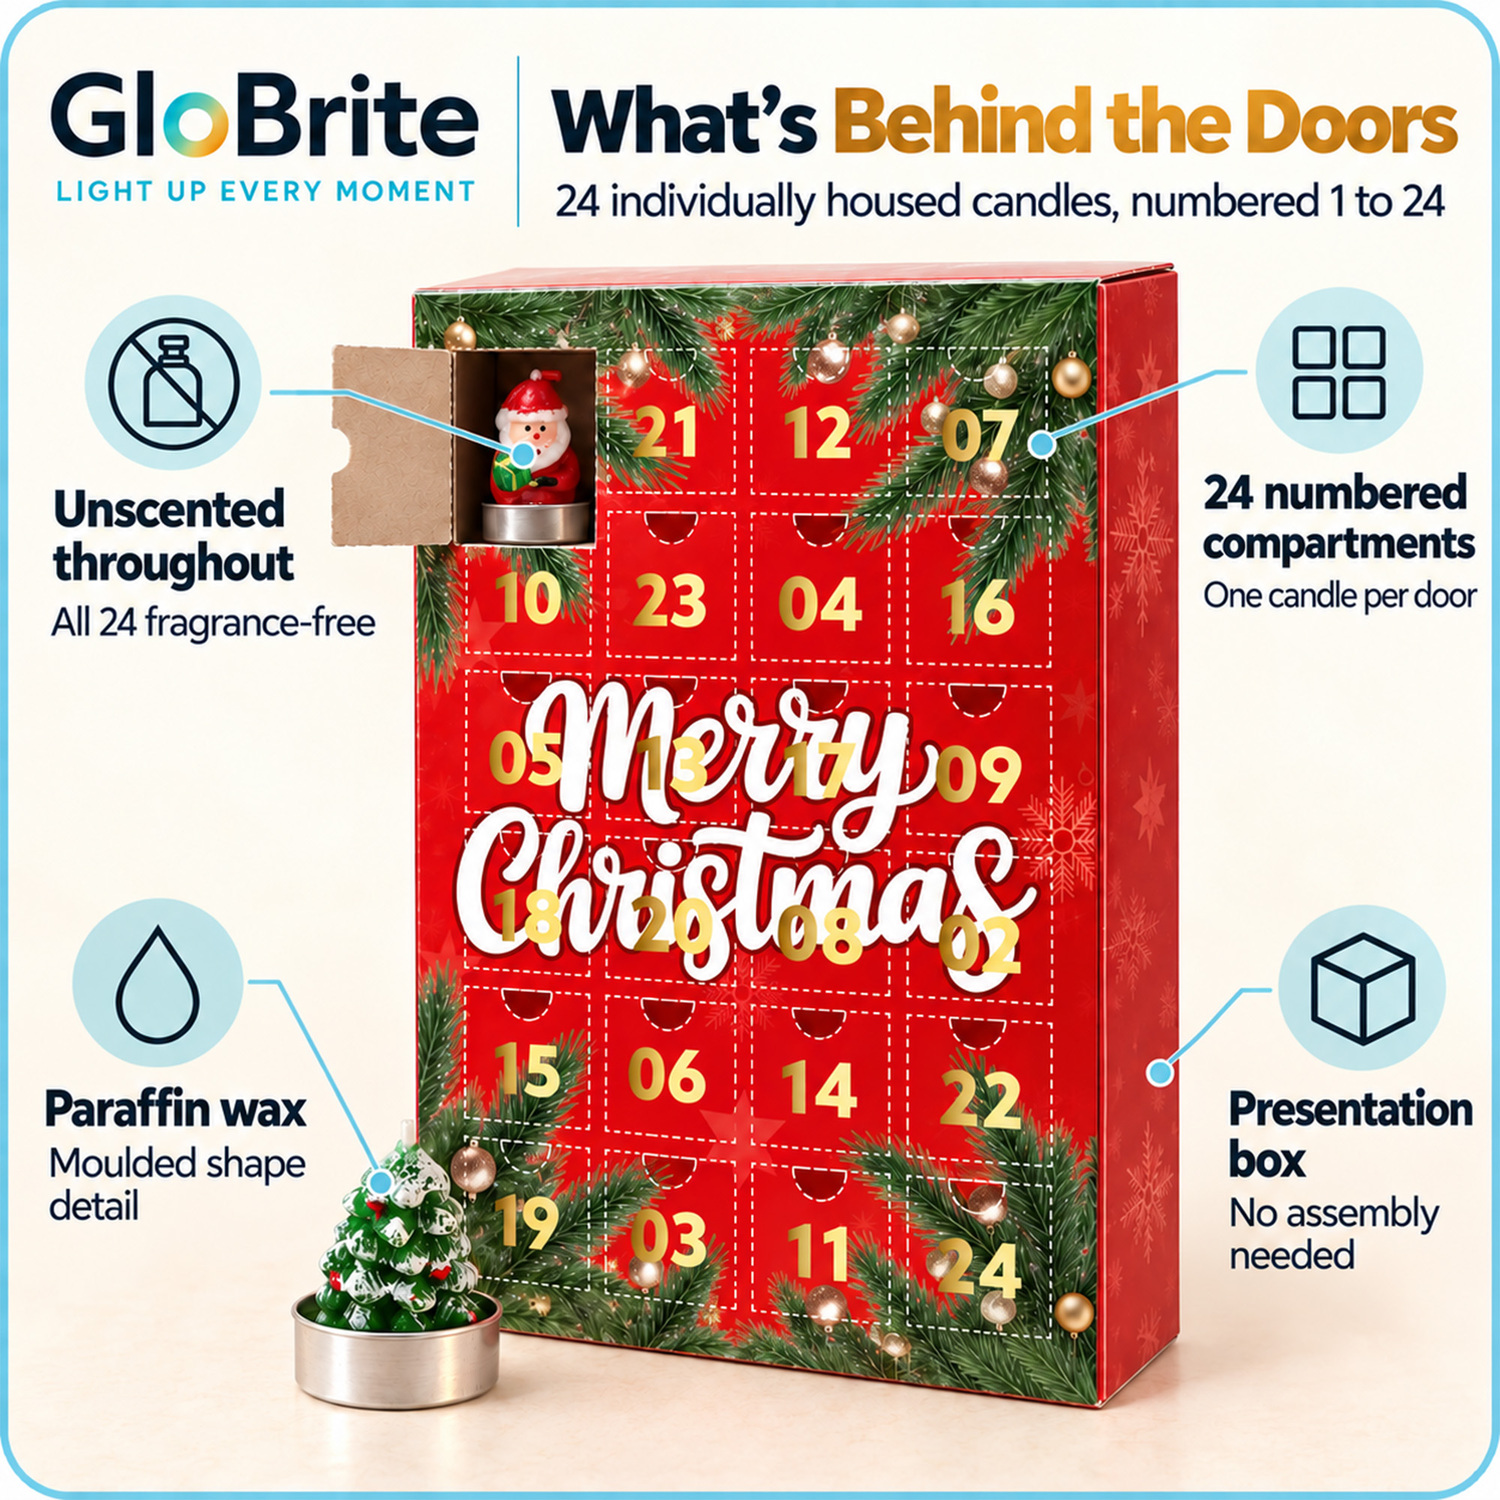 GloBrite
LIGHT UP EVERY MOMENT
What's Behind the Doors
24 individually housed candles, numbered 1 to 24
Unscented
throughout
All 24 fragrance-free
24 numbered
compartments
One candle per door
Paraffin wax
Moulded shape
detail
Presentation
box
No assembly
needed
21 12 07
10 23 04 16
Merry
05 13 17 09
Christmas
18 20 08 02
15 06 14 22
19 03 11 24